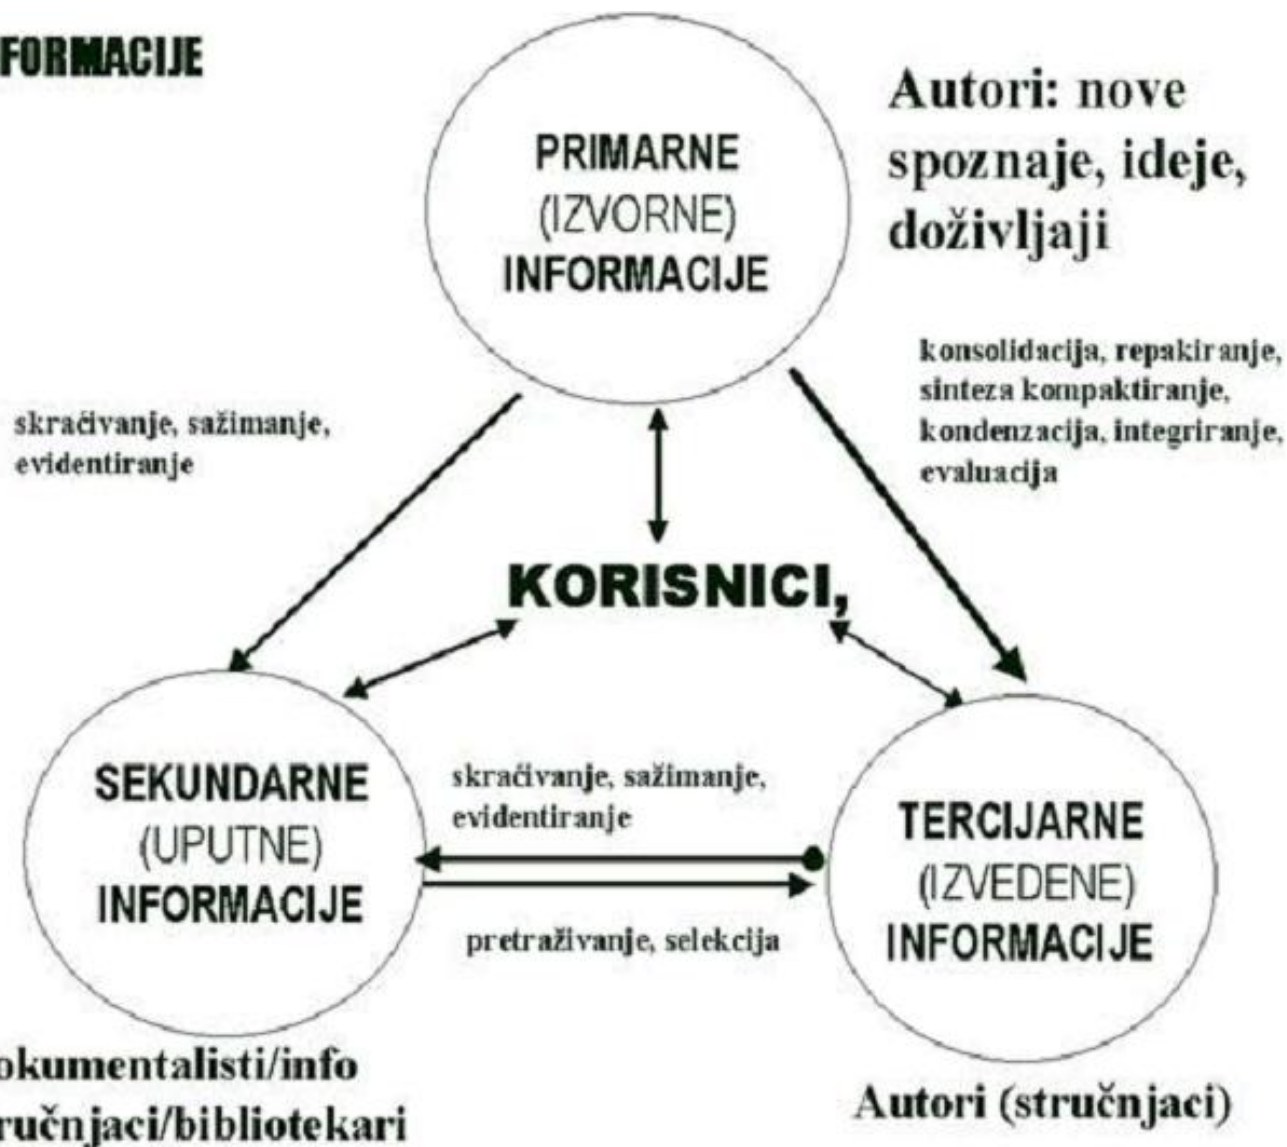 FORMACIJE
PRIMARNE
(IZVORNE)
INFORMACIJE
Autori: nove
spoznaje, ideje,
doživljaji
skraćivanje, sažimanje,
evidentiranje
konsolidacija, repakiranje,
sinteza kompaktiranje,
kondenzacija, integriranje,
evaluacija
KORISNICI,
SEKUNDARNE
(UPUTNE)
INFORMACIJE
skraćivanje, sažimanje,
evidentiranje
pretraživanje, selekcija
TERCIJARNE
(IZVEDENE)
INFORMACIJE
okumentalisti/info
ručnjaci/bibliotekari
Autori (stručnjaci)